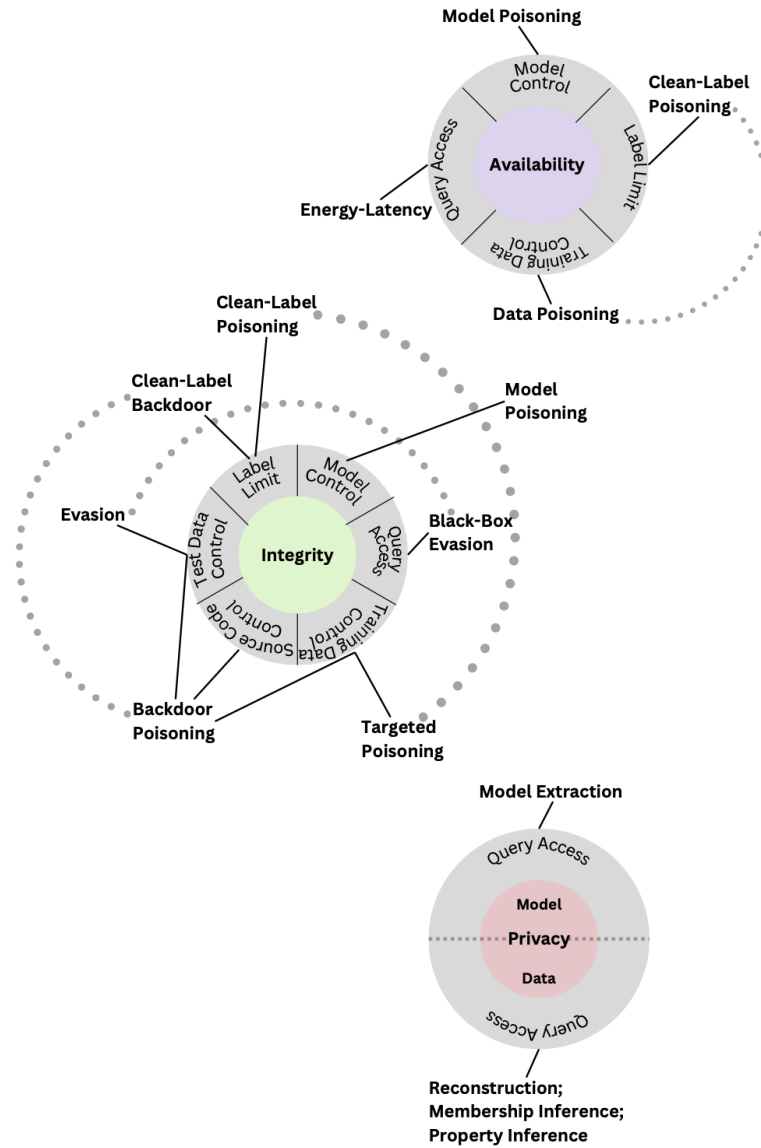 Model Poisoning
Model
Control
Clean-Label
Poisoning
Query Access
Availability
Label Limit
Energy-Latency
Training Data
Control
Data Poisoning
Clean-Label
Poisoning
Clean-Label
Backdoor
Model
Poisoning
Label
Limit
Model
Control
Evasion
Test Data
Control
Integrity
Query
Access
Black-Box
Evasion
Source Code
Control
Training Data
Control
Backdoor
Poisoning
Targeted
Poisoning
Model Extraction
Query Access
Model
Privacy
Data
Query Access
Reconstruction;
Membership Inference;
Property Inference